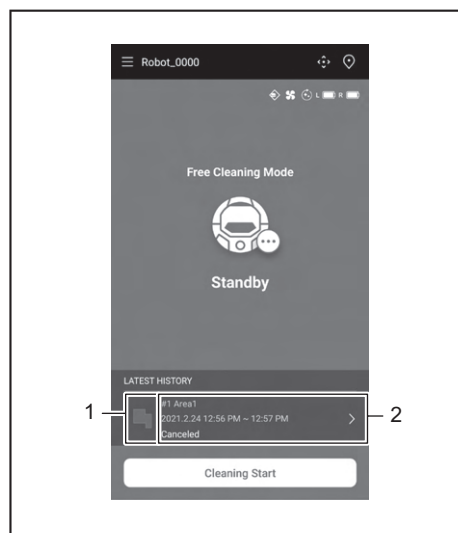 Robot_0000
L R
Free Cleaning Mode
Standby
LATEST HISTORY
#1 Area1
2021.2.24 12:56 PM ~ 12:57 PM
Canceled
1
2
Cleaning Start